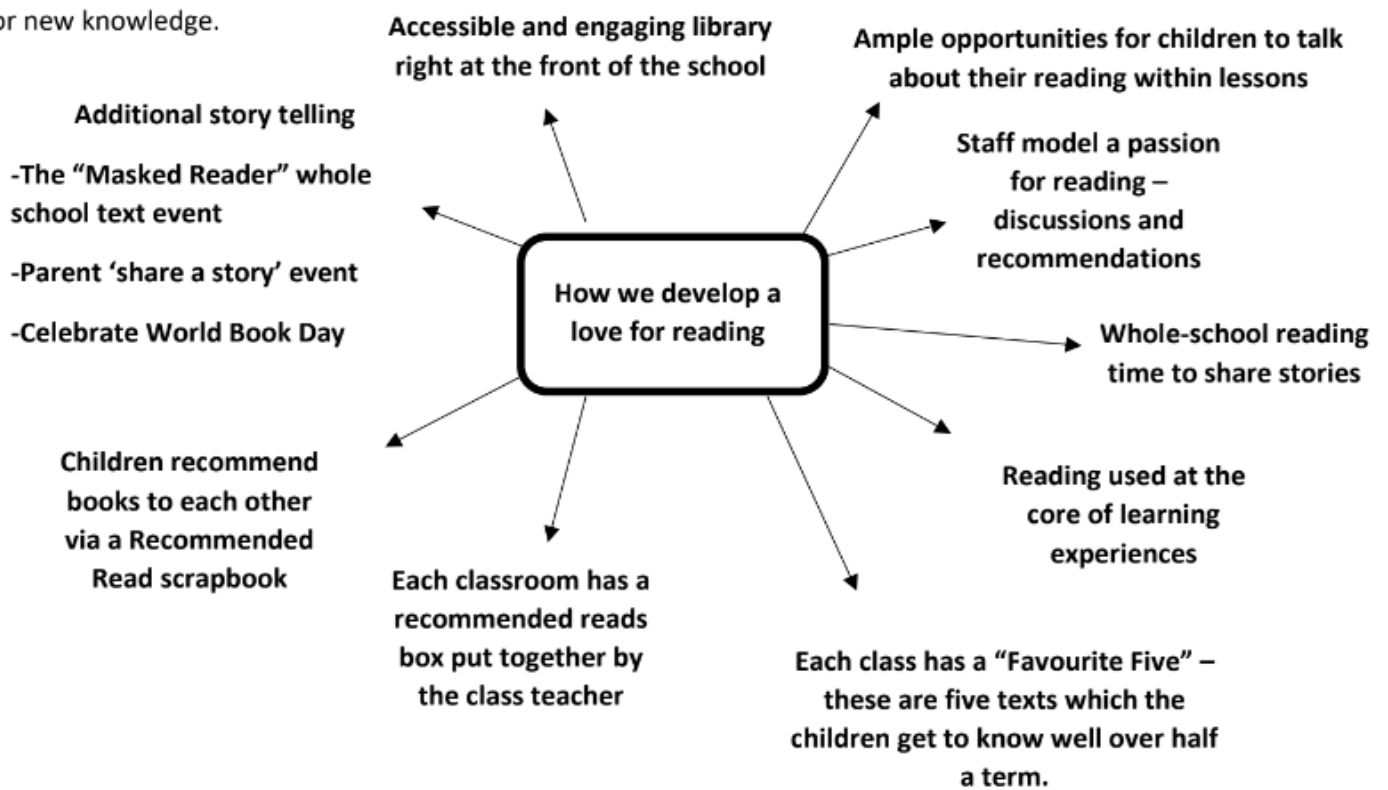 or new knowledge.
Accessible and engaging library
right at the front of the school
Ample opportunities for children to talk
about their reading within lessons
Additional story telling
-The “Masked Reader” whole
school text event
-Parent ‘share a story’ event
-Celebrate World Book Day
Staff model a passion
for reading –
discussions and
recommendations
How we develop a
love for reading
Whole-school reading
time to share stories
Children recommend
books to each other
via a Recommended
Read scrapbook
Reading used at the
core of learning
experiences
Each classroom has a
recommended reads
box put together by
the class teacher
Each class has a “Favourite Five” –
these are five texts which the
children get to know well over half
a term.